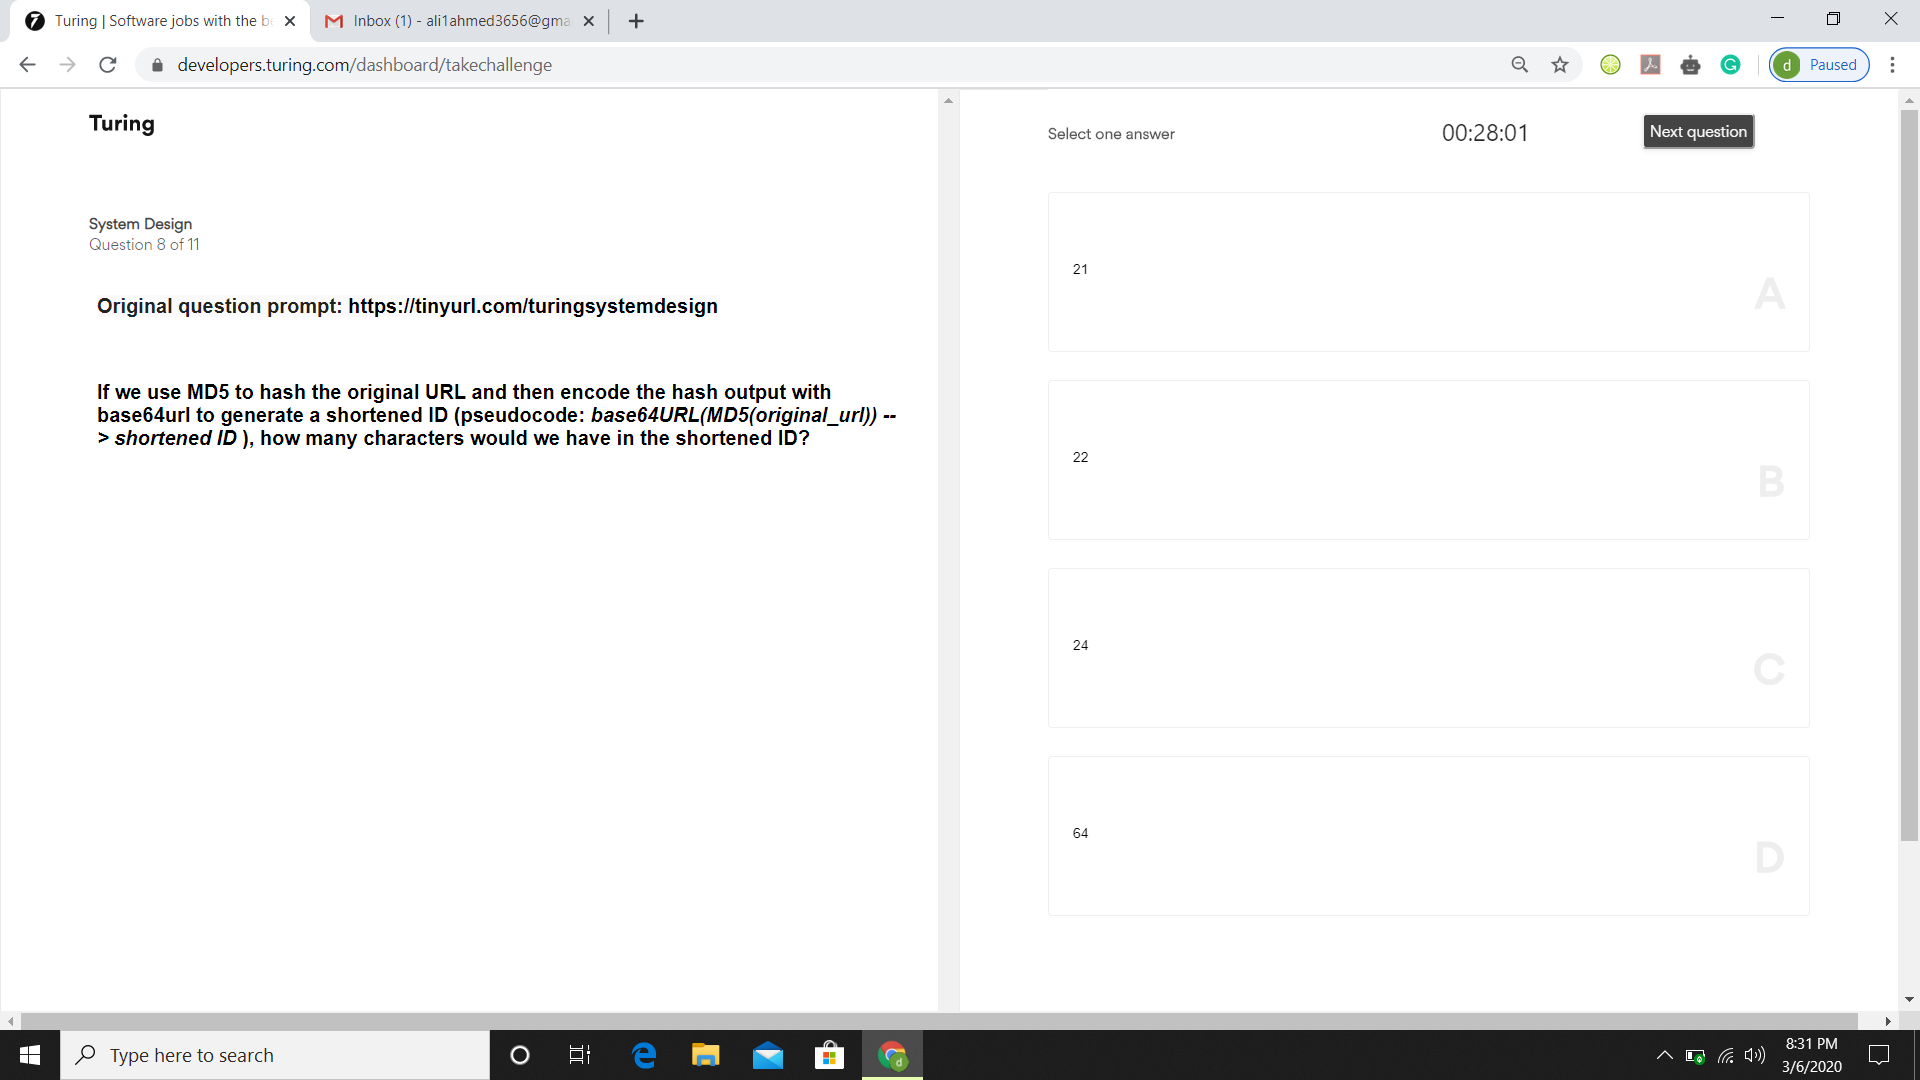 Turing | Software jobs with the b
Inbox (1) - ali1ahmed3656@gma
developers.turing.com/dashboard/takechallenge
d Paused
Turing
Select one answer
00:28:01
Next question
System Design
Question 8 of 11
Original question prompt: https://tinyurl.com/turingsystemdesign
If we use MD5 to hash the original URL and then encode the hash output with
base64url to generate a shortened ID (pseudocode: base64URL(MD5(original_url)) --
> shortened ID ), how many characters would we have in the shortened ID?
21
A
22
B
24
C
64
D
Type here to search
d
8:31 PM
3/6/2020